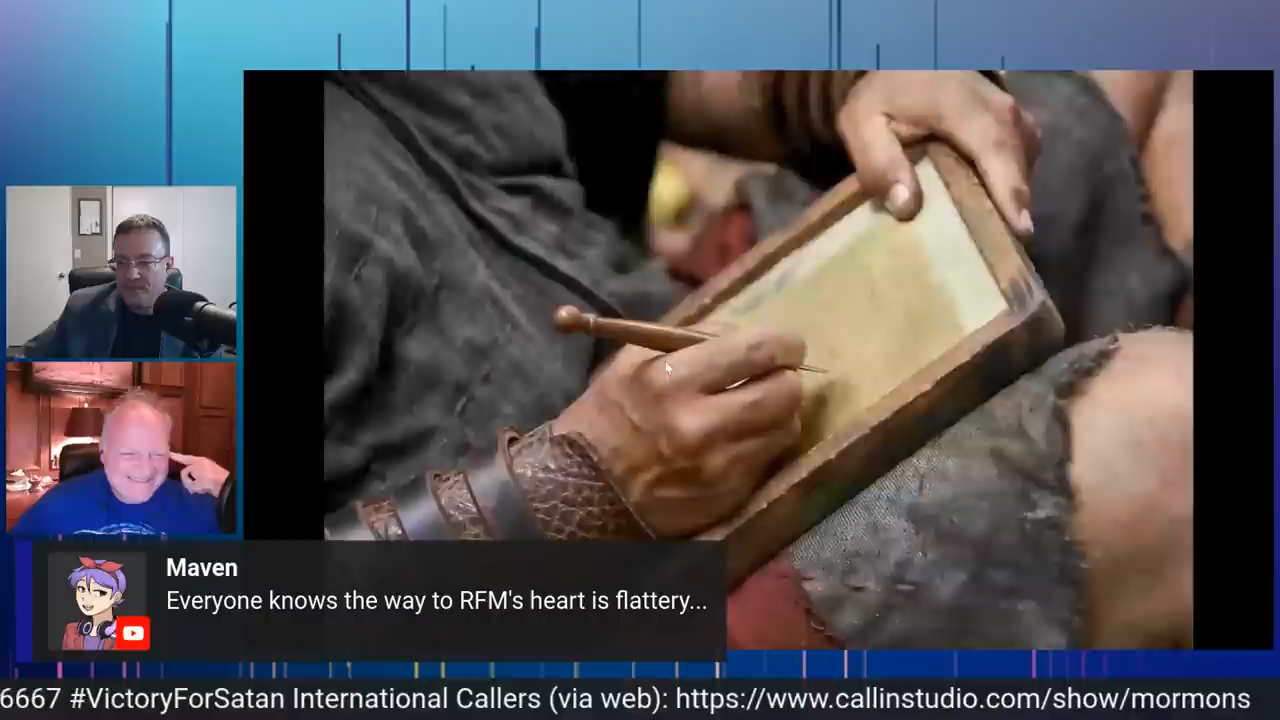 Maven
Everyone knows the way to RFM's heart is flattery...
6667 #VictoryForSatan International Callers (via web): https://www.callinstudio.com/show/mormons